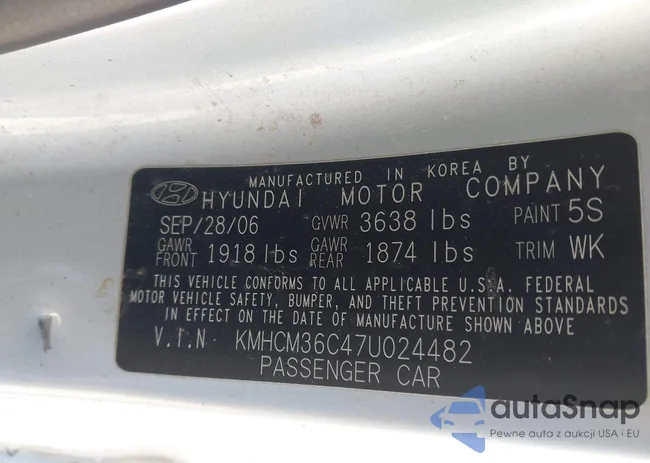 MANUFACTURED IN KOREA BY
HYUNDAI MOTOR COMPANY
SEP/28/06 GVWR 3638 lbs PAINT 5S
GAWR FRONT 1918 lbs GAWR REAR 1874 lbs TRIM WK
THIS VEHICLE CONFORMS TO ALL APPLICABLE U.S.A. FEDERAL
MOTOR VEHICLE SAFETY, BUMPER, AND THEFT PREVENTION STANDARDS
IN EFFECT ON THE DATE OF MANUFACTURE SHOWN ABOVE
V.I.N KMHCM36C47U024482
PASSENGER CAR
autaSnap
Pewne auta z aukcji USA i EU